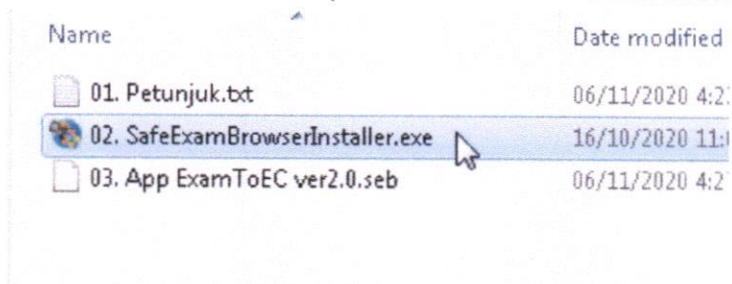 Name Date modified
01. Petunjuk.txt 06/11/2020 4:2
02. SafeExamBrowserInstaller.exe 16/10/2020 11:
03. App ExamToEC ver2.0.seb 06/11/2020 4:2